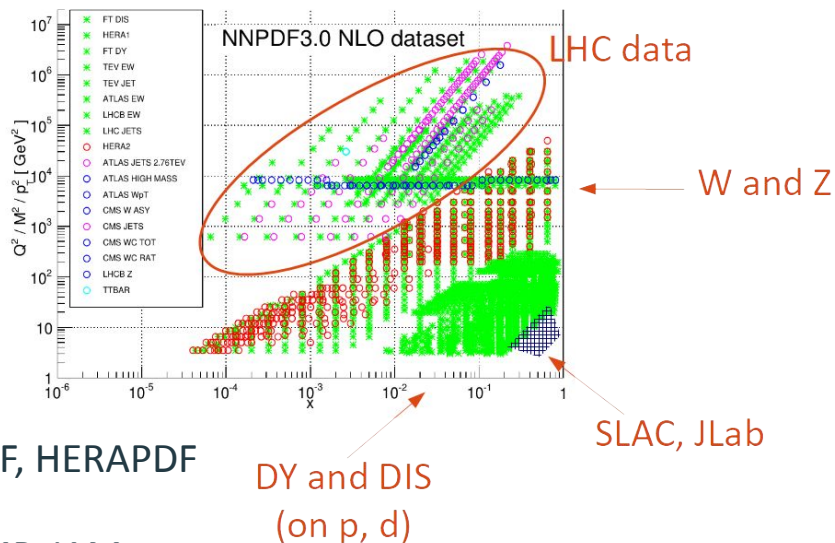 NNPDF3.0 NLO dataset
FT DIS
HERA1
FT DY
TEV EW
TEV JET
ATLAS EW
LHCB EW
LHC JETS
HERA2
ATLAS JETS 2.76TEV
ATLAS HIGH MASS
ATLAS WpT
CMS W ASY
CMS JETS
CMS WC TOT
CMS WC RAT
LHCB Z
TTBAR
Q² / M² / p²_T [ GeV² ]
10⁷
10⁶
10⁵
10⁴
10³
10²
10
1
10⁻⁶ 10⁻⁵ 10⁻⁴ 10⁻³ 10⁻² 10⁻¹ 1
x
LHC data
W and Z
SLAC, JLab
DY and DIS
(on p, d)
F, HERAPDF